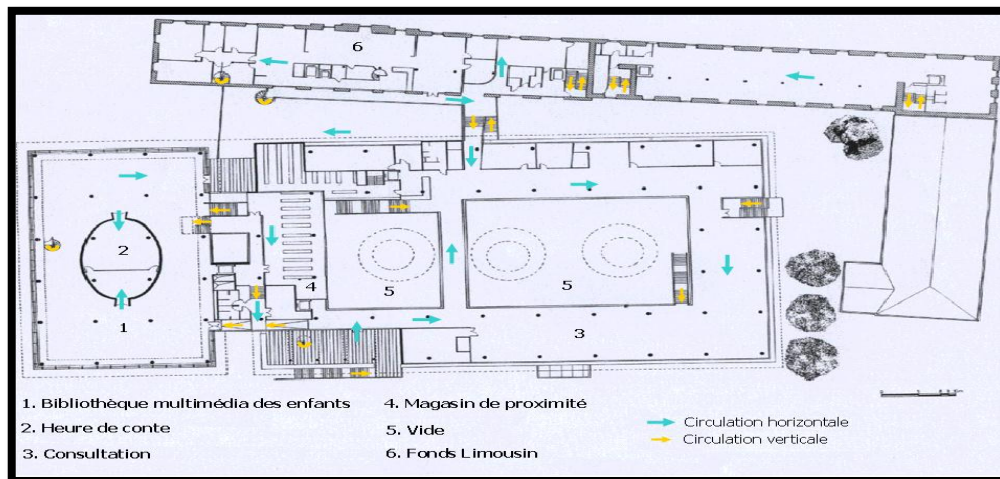 6
2
1
4
5
5
3
1. Bibliothèque multimédia des enfants
2. Heure de conte
3. Consultation
4. Magasin de proximité
5. Vide
6. Fonds Limousin
Circulation horizontale
Circulation verticale